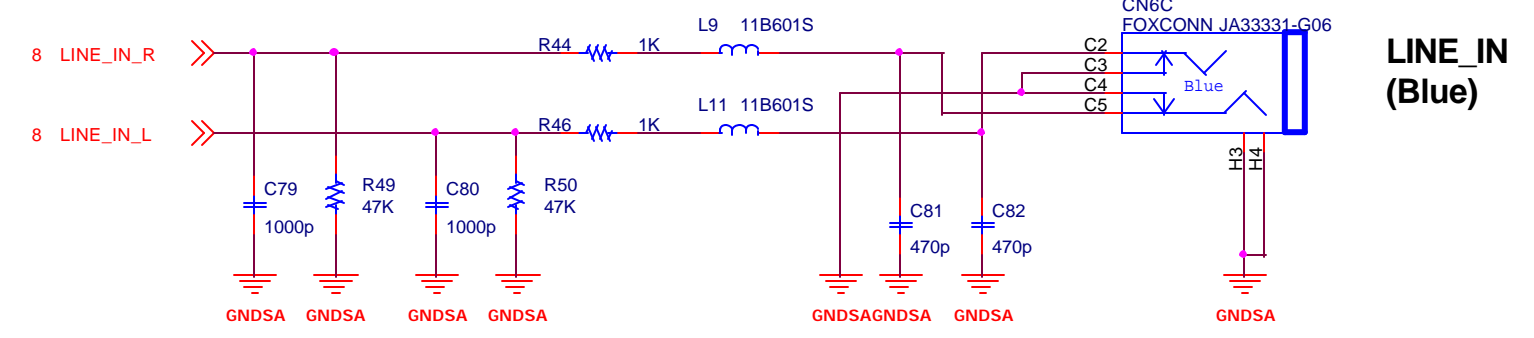 CN6C
FOXCONN JA33331-G06
L9 11B601S
8 LINE_IN_R
R44 1K
C2
C3
C4
C5
Blue
LINE_IN
(Blue)
L11 11B601S
8 LINE_IN_L
R46 1K
H3
H4
C79
1000p
R49
47K
C80
1000p
R50
47K
C81
470p
C82
470p
GNDSA GNDSA GNDSA GNDSA GNDSAGNDSA GNDSA GNDSA